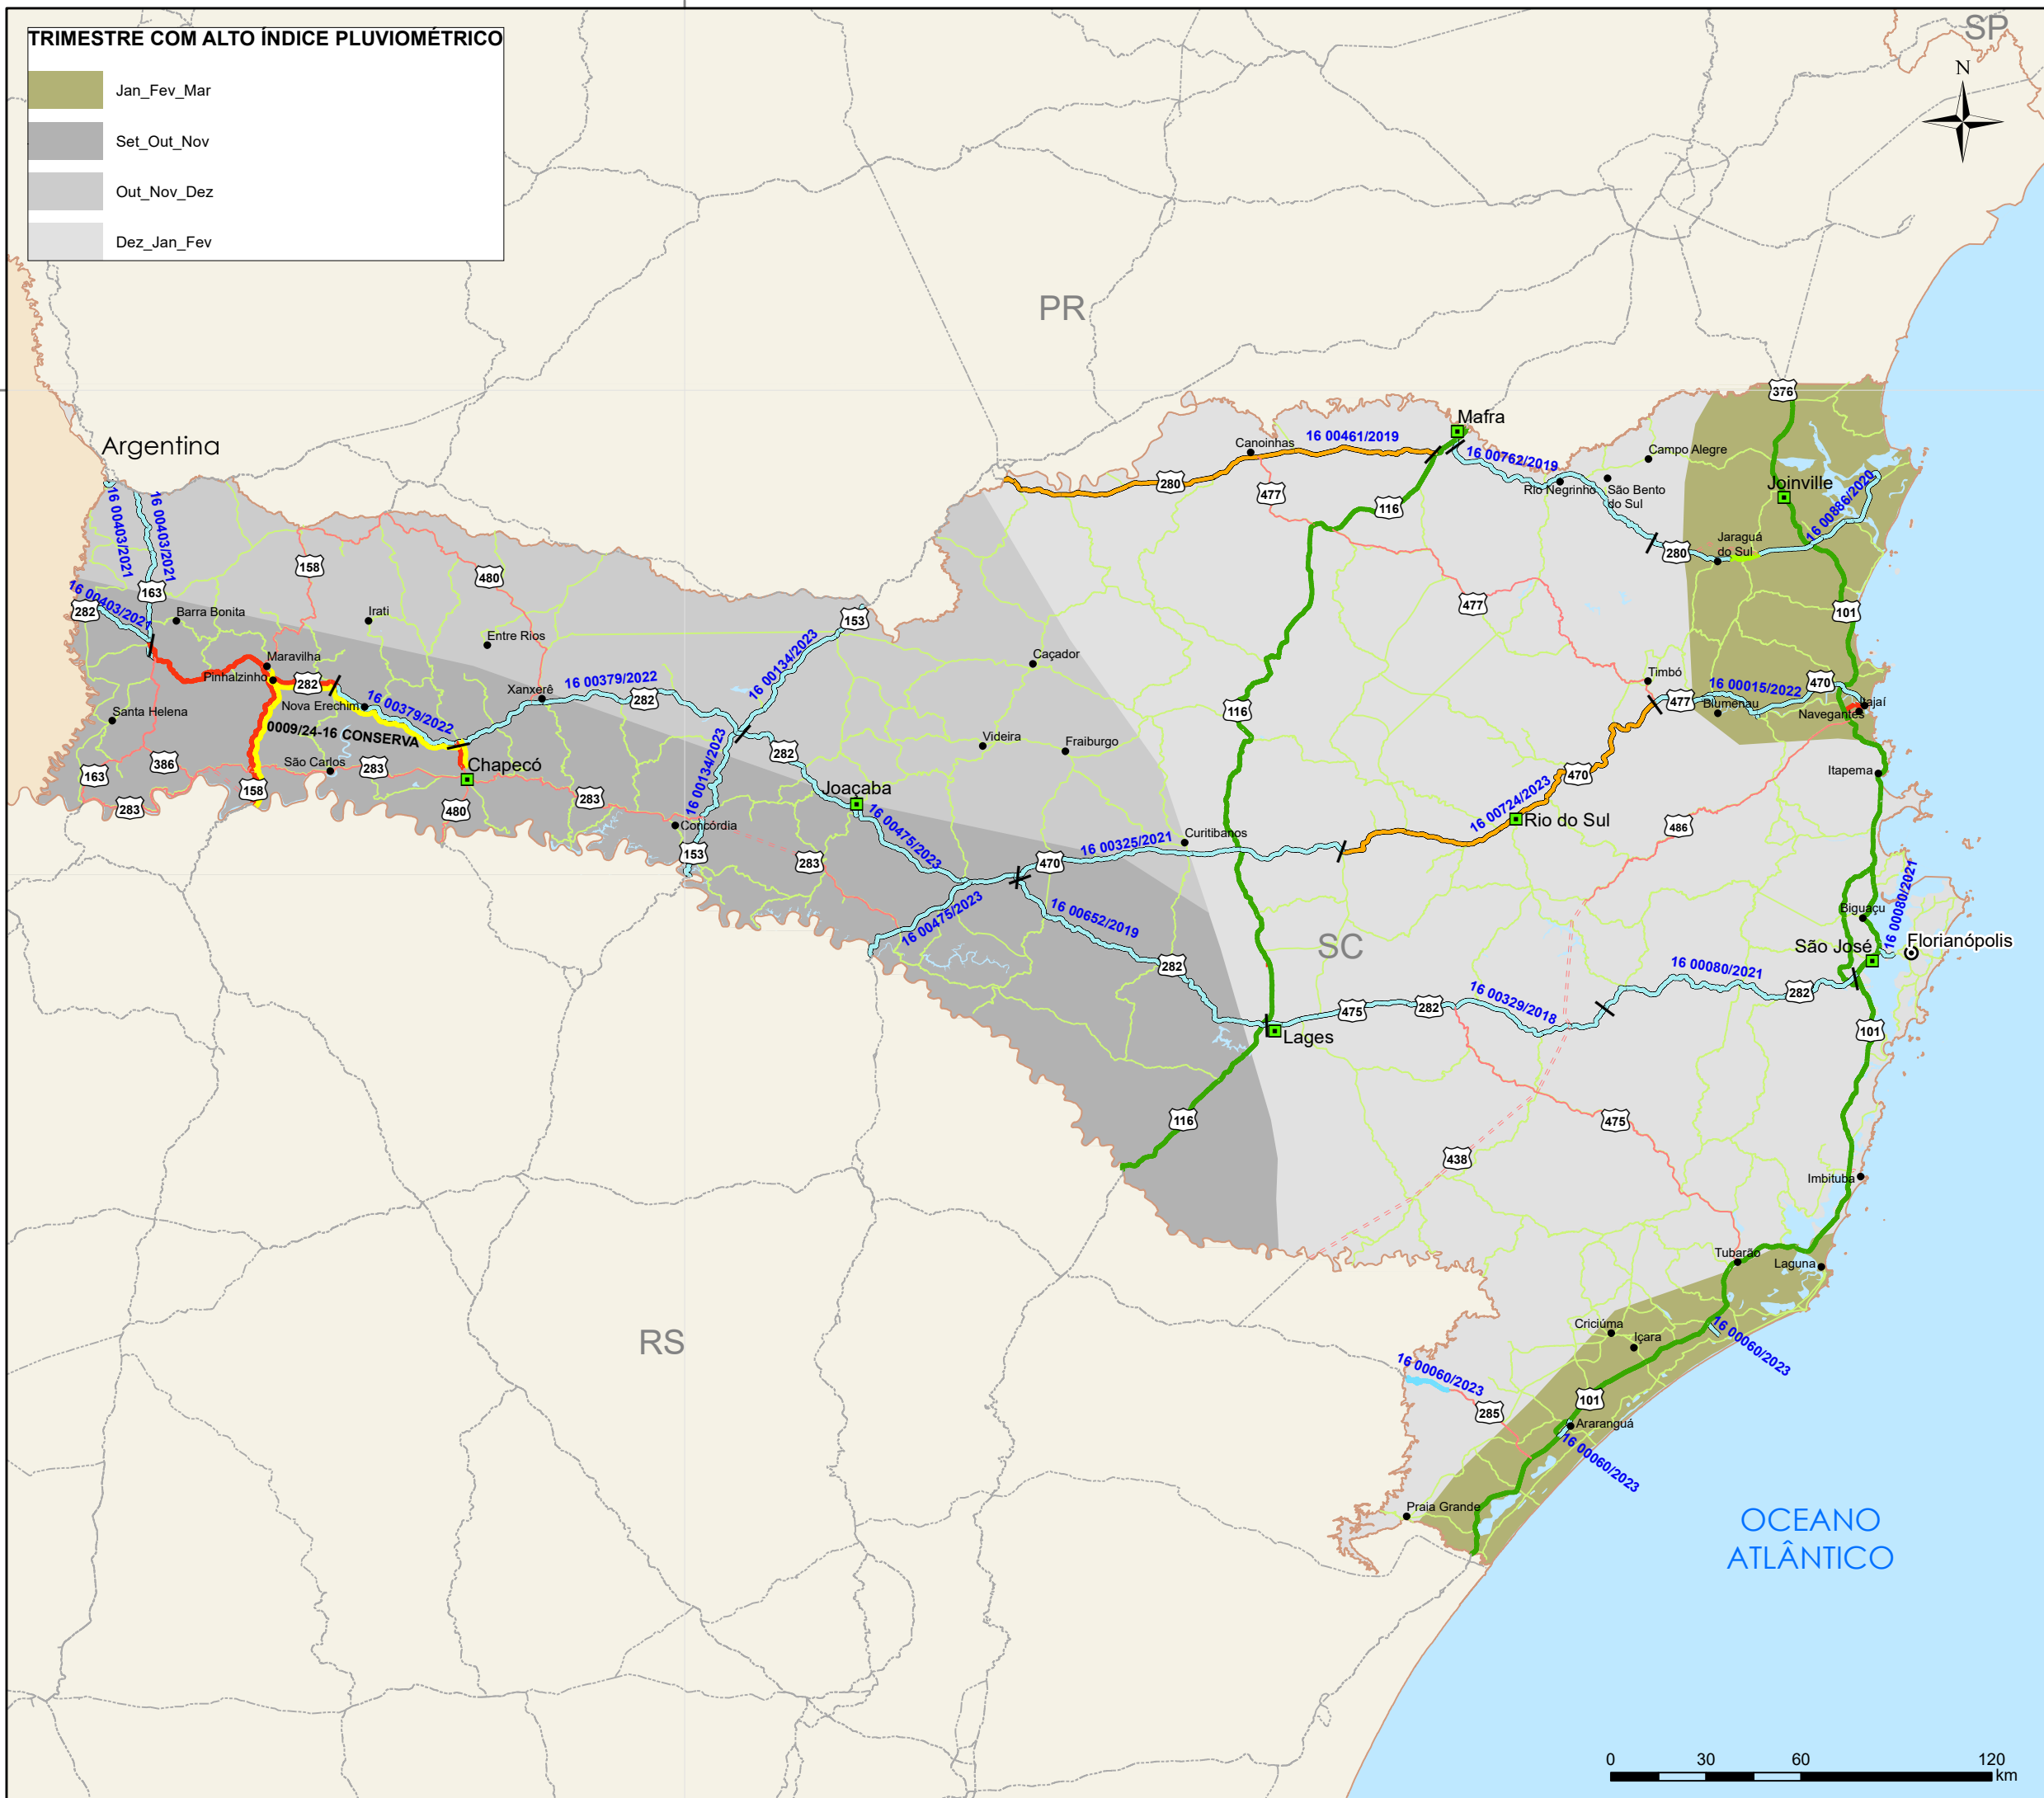 TRIMESTRE COM ALTO ÍNDICE PLUVIOMÉTRICO
Jan_Fev_Mar
Set_Out_Nov
Out_Nov_Dez
Dez_Jan_Fev
SP
N
PR
376
Mafra
Argentina
Canoinhas
16 00461/2019
16 00762/2019
Campo Alegre
280
477
116
Rio Negrinho
São Bento
do Sul
Joinville
16 00886/2020
16 00403/2021
16 00403/2021
163
158
480
280
Jaraguá
do Sul
282
16 00403/2021
Barra Bonita
Irati
153
477
101
Entre Rios
16 00134/2023
Caçador
Maravilha
Pinhalzinho
282
Timbó
Xanxerê
16 00379/2022
282
16 00015/2022
470
477
Nova Erechim
16 00379/2022
Santa Helena
116
Blumenau
Itajaí
Navegantes
0009/24-16 CONSERVA
Videira
Fraiburgo
282
São Carlos
283
Chapecó
163
386
158
470
Itapema
283
480
283
16 00134/2023
Joaçaba
16 00724/2023
Rio do Sul
486
Concórdia
16 00475/2023
Curitibanos
16 00325/2021
153
283
470
16 00475/2023
16 00652/2019
16 00080/2021
Biguaçu
SC
São José
Florianópolis
282
16 00080/2021
282
475
282
16 00329/2018
Lages
101
116
475
438
Imbituba
Tubarão
Laguna
RS
Criciúma
Içara
16 00060/2023
16 00060/2023
285
101
Araranguá
16 00060/2023
Praia Grande
OCEANO
ATLÂNTICO
0 30 60 120
km